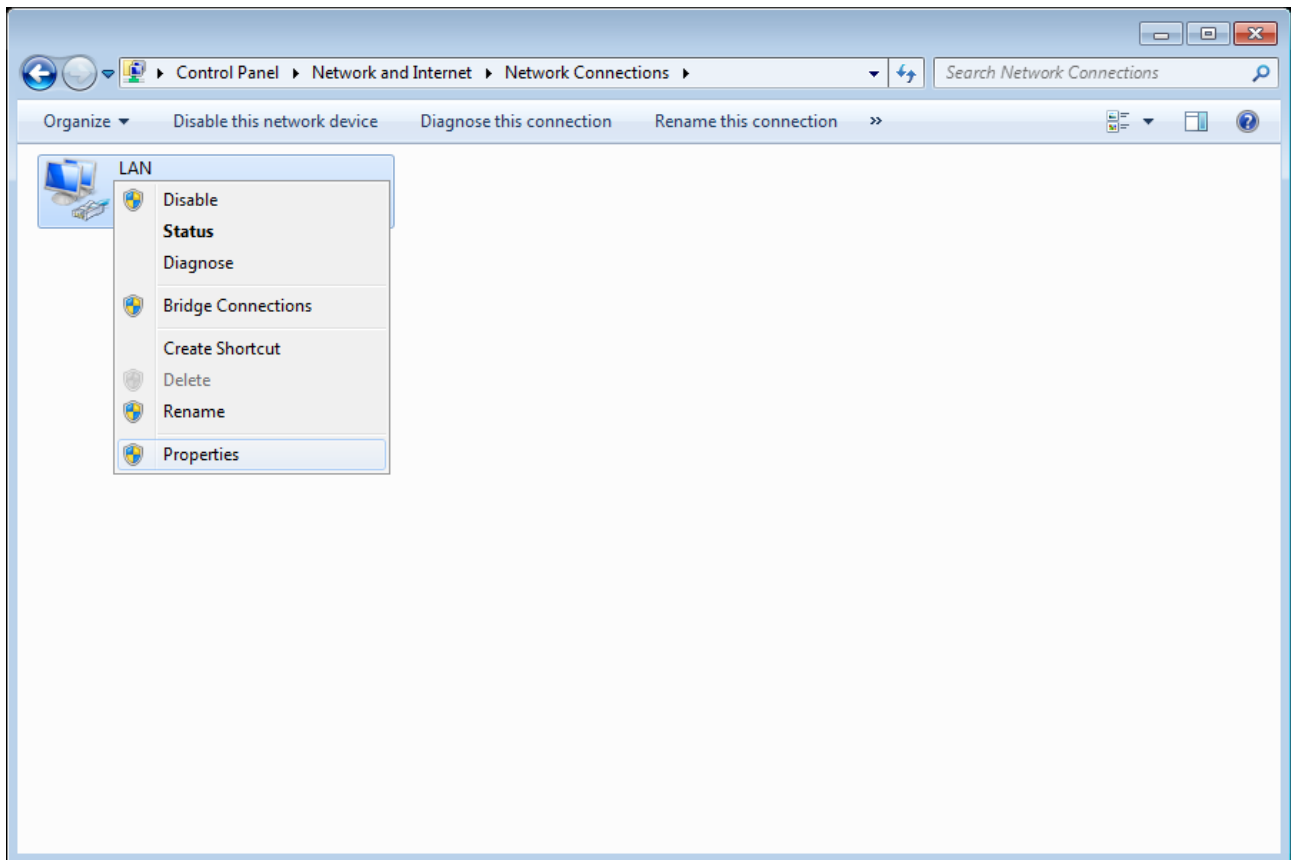 Control Panel Network and Internet Network Connections Search Network Connections
Organize Disable this network device Diagnose this connection Rename this connection »
LAN
Disable
Status
Diagnose
Bridge Connections
Create Shortcut
Delete
Rename
Properties